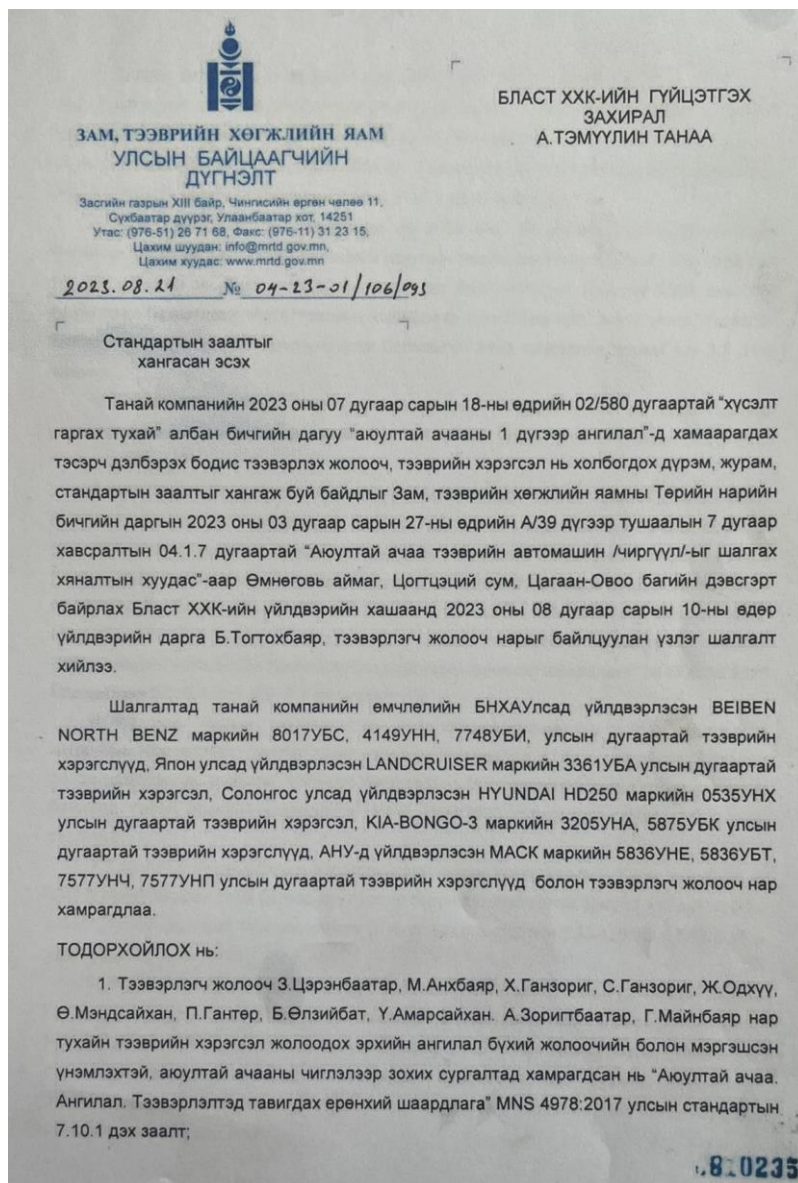 БЛАСТ ХХК-ИЙН ГҮЙЦЭТГЭХ
ЗАХИРАЛ
А.ТЭМҮҮЛИН ТАНАА
ЗАМ, ТЭЭВРИЙН ХӨГЖЛИЙН ЯАМ
УЛСЫН БАЙЦААГЧИЙН
ДҮГНЭЛТ
Засгийн газрын XIII байр, Чингисийн өргөн чөлөө 11,
Сүхбаатар дүүрэг, Улаанбаатар хот, 14251
Утас: (976-51) 26 71 68, Факс: (976-11) 31 23 15,
Цахим шуудан: info@mrtd.gov.mn,
Цахим хуудас: www.mrtd.gov.mn
2023.08.21 № 04-23-01/106/093
Стандартын заалтыг
хангасан эсэх
Танай компанийн 2023 оны 07 дугаар сарын 18-ны өдрийн 02/580 дугаартай “хүсэлт
гаргах тухай” албан бичгийн дагуу “аюултай ачааны 1 дүгээр ангилал”-д хамаарагдах
тэсэрч дэлбэрэх бодис тээвэрлэх жолооч, тээврийн хэрэгсэл нь холбогдох дүрэм, журам,
стандартын заалтыг хангаж буй байдлыг Зам, тээврийн хөгжлийн яамны Төрийн нарийн
бичгийн даргын 2023 оны 03 дугаар сарын 27-ны өдрийн А/39 дүгээр тушаалын 7 дугаар
хавсралтын 04.1.7 дугаартай “Аюултай ачаа тээврийн автомашин /чиргүүл/-ыг шалгах
хяналтын хуудас”-аар Өмнөговь аймаг, Цогтцэций сум, Цагаан-Овоо багийн дэвсгэрт
байрлах Бласт ХХК-ийн үйлдвэрийн хашаанд 2023 оны 08 дугаар сарын 10-ны өдөр
үйлдвэрийн дарга Б.Тогтохбаяр, тээвэрлэгч жолооч нарыг байлцуулан үзлэг шалгалт
хийлээ.
Шалгалтад танай компанийн өмчлөлийн БНХАУлсад үйлдвэрлэсэн BEIBEN
NORTH BENZ маркийн 8017УБС, 4149УНН, 7748УБИ, улсын дугаартай тээврийн
хэрэгслүүд, Япон улсад үйлдвэрлэсэн LANDCRUISER маркийн 3361УБА улсын дугаартай
тээврийн хэрэгсэл, Солонгос улсад үйлдвэрлэсэн HYUNDAI HD250 маркийн 0535УНХ
улсын дугаартай тээврийн хэрэгсэл, KIA-BONGO-3 маркийн 3205УНА, 5875УБК улсын
дугаартай тээврийн хэрэгслүүд, АНУ-д үйлдвэрлэсэн МАСК маркийн 5836УНЕ, 5836УБТ,
7577УНЧ, 7577УНП улсын дугаартай тээврийн хэрэгслүүд болон тээвэрлэгч жолооч нар
хамрагдлаа.
ТОДОРХОЙЛОХ нь:
1. Тээвэрлэгч жолооч З.Цэрэнбаатар, М.Анхбаяр, Х.Ганзориг, С.Ганзориг, Ж.Одхүү,
Ө.Мэндсайхан, П.Гантөр, Б.Өлзийбат, Ү.Амарсайхан. А.Зоригтбаатар, Г.Майнбаяр нар
тухайн тээврийн хэрэгсэл жолоодох эрхийн ангилал бүхий жолоочийн болон мэргэшсэн
үнэмлэхтэй, аюултай ачааны чиглэлээр зохих сургалтад хамрагдсан нь “Аюултай ачаа.
Ангилал. Тээвэрлэлтэд тавигдах ерөнхий шаардлага” MNS 4978:2017 улсын стандартын
7.10.1 дэх заалт;
8.0235